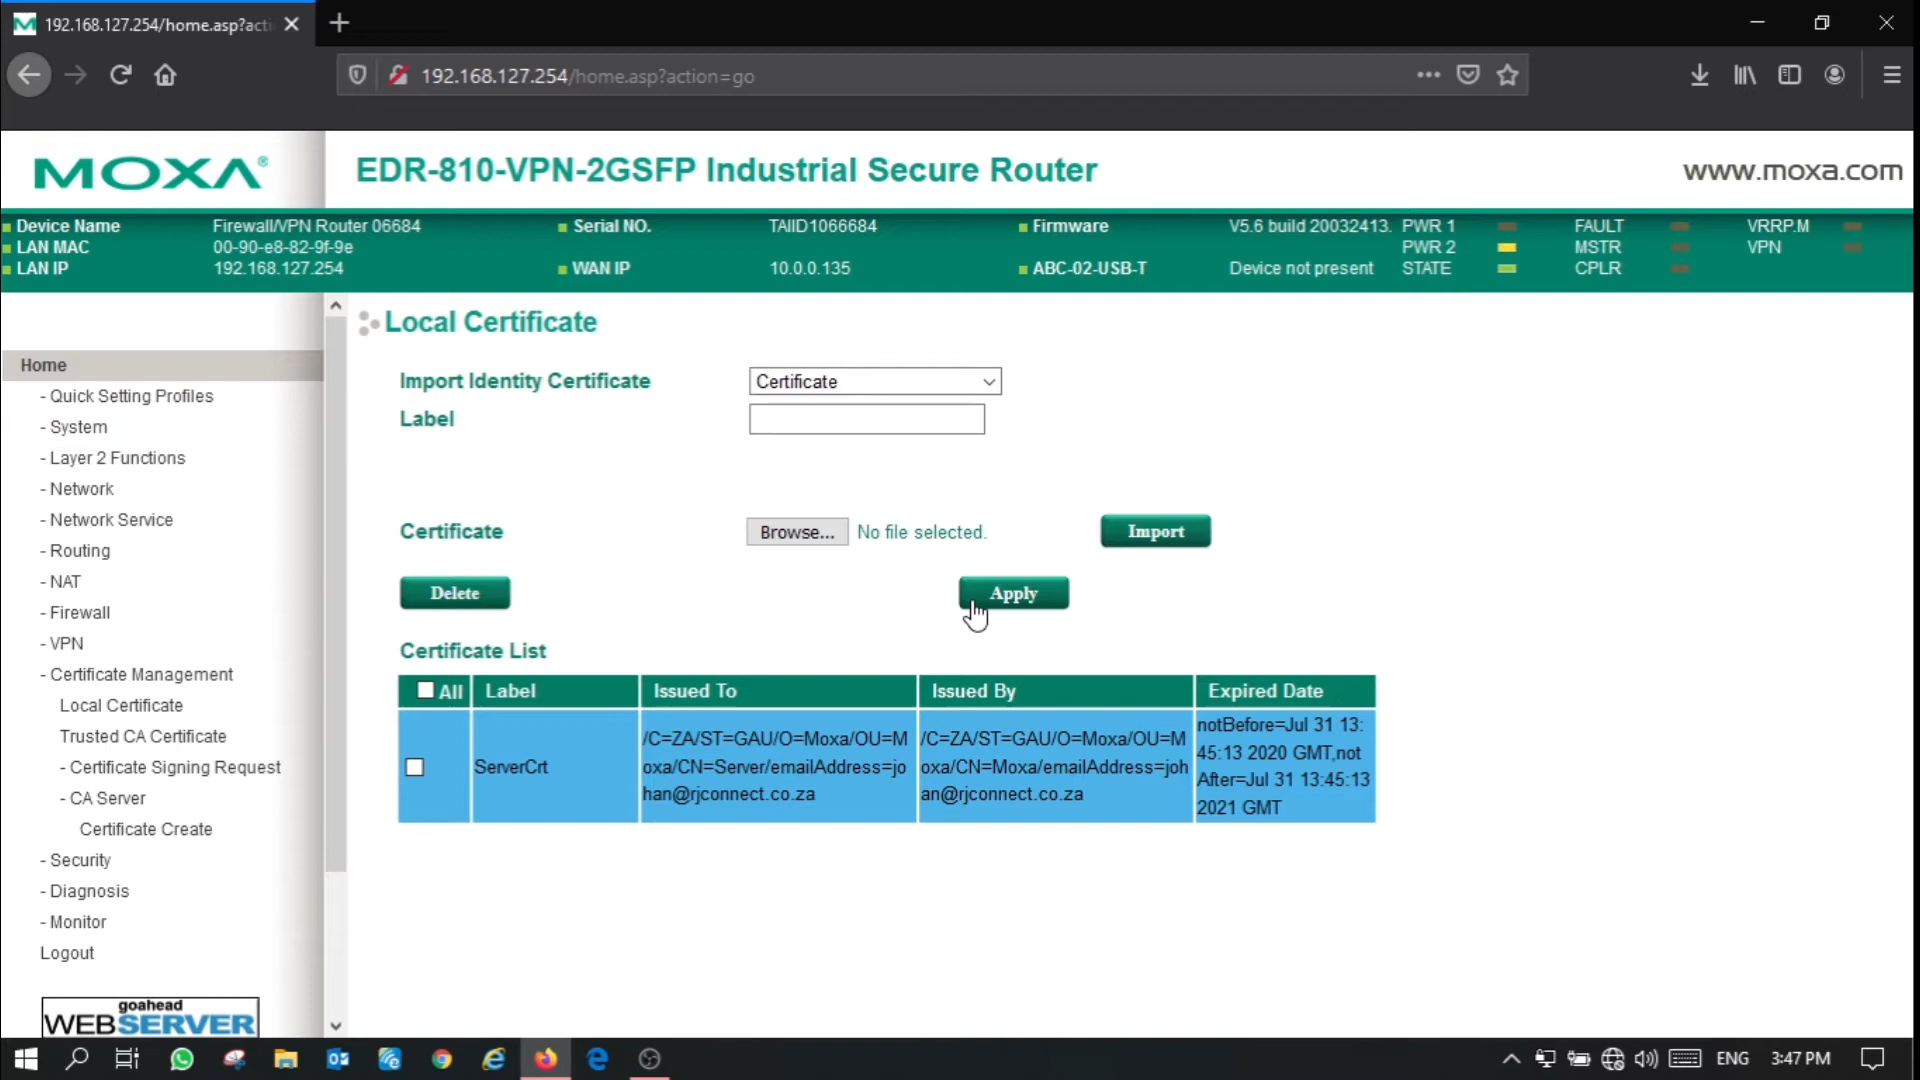 192.168.127.254/home.asp?acti
192.168.127.254/home.asp?action=go
MOXA®
EDR-810-VPN-2GSFP Industrial Secure Router
www.moxa.com
Device Name Firewall/VPN Router 06684 Serial NO. TAIID1066684 Firmware V5.6 build 20032413. PWR 1 FAULT VRRP.M
LAN MAC 00-90-e8-82-9f-9e PWR 2 MSTR VPN
LAN IP 192.168.127.254 WAN IP 10.0.0.135 ABC-02-USB-T Device not present STATE CPLR
Home
- Quick Setting Profiles
- System
- Layer 2 Functions
- Network
- Network Service
- Routing
- NAT
- Firewall
- VPN
- Certificate Management
Local Certificate
Trusted CA Certificate
- Certificate Signing Request
- CA Server
Certificate Create
- Security
- Diagnosis
- Monitor
Logout
goahead
WEBSERVER
Local Certificate
Import Identity Certificate Certificate
Label
Certificate Browse... No file selected. Import
Delete Apply
Certificate List
All Label Issued To Issued By Expired Date
ServerCrt
/C=ZA/ST=GAU/O=Moxa/OU=M
oxa/CN=Server/emailAddress=jo
han@rjconnect.co.za
/C=ZA/ST=GAU/O=Moxa/OU=M
oxa/CN=Moxa/emailAddress=joh
an@rjconnect.co.za
notBefore=Jul 31 13:
45:13 2020 GMT,not
After=Jul 31 13:45:13
2021 GMT
ENG 3:47 PM